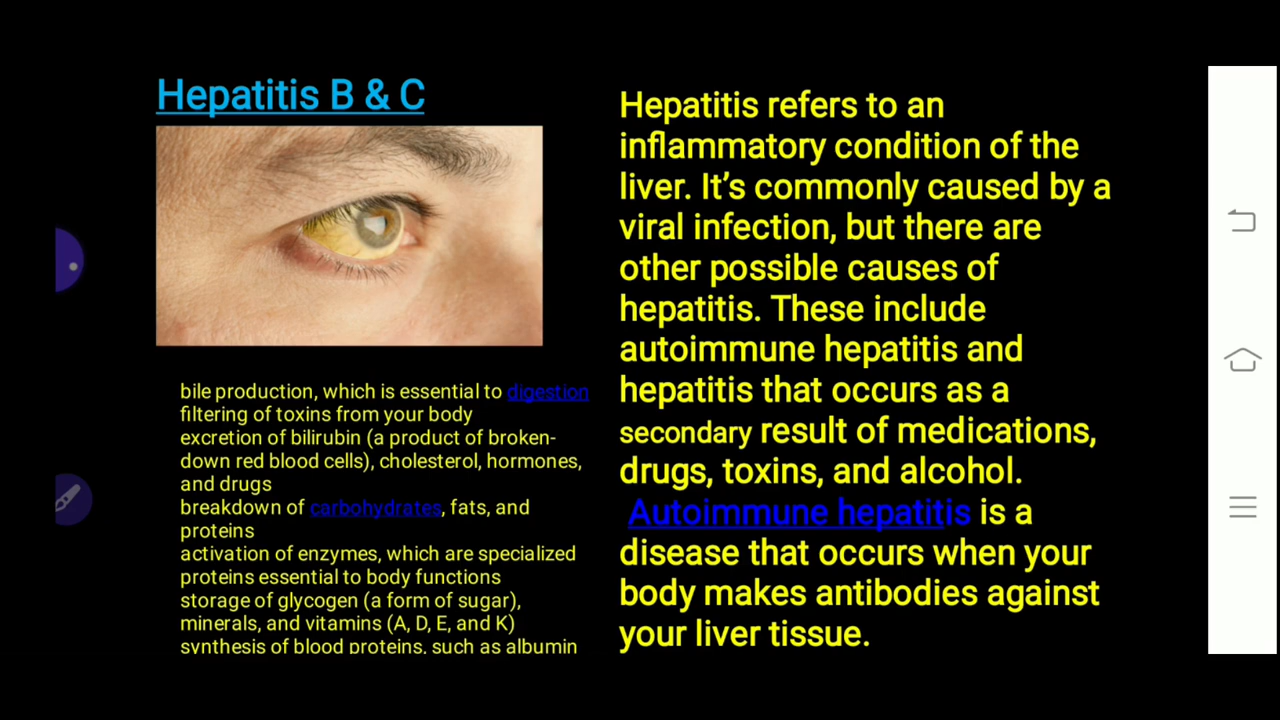 Hepatitis B & C
bile production, which is essential to digestion
filtering of toxins from your body
excretion of bilirubin (a product of broken-
down red blood cells), cholesterol, hormones,
and drugs
breakdown of carbohydrates, fats, and
proteins
activation of enzymes, which are specialized
proteins essential to body functions
storage of glycogen (a form of sugar),
minerals, and vitamins (A, D, E, and K)
synthesis of blood proteins, such as albumin
Hepatitis refers to an
inflammatory condition of the
liver. It’s commonly caused by a
viral infection, but there are
other possible causes of
hepatitis. These include
autoimmune hepatitis and
hepatitis that occurs as a
secondary result of medications,
drugs, toxins, and alcohol.
Autoimmune hepatitis is a
disease that occurs when your
body makes antibodies against
your liver tissue.